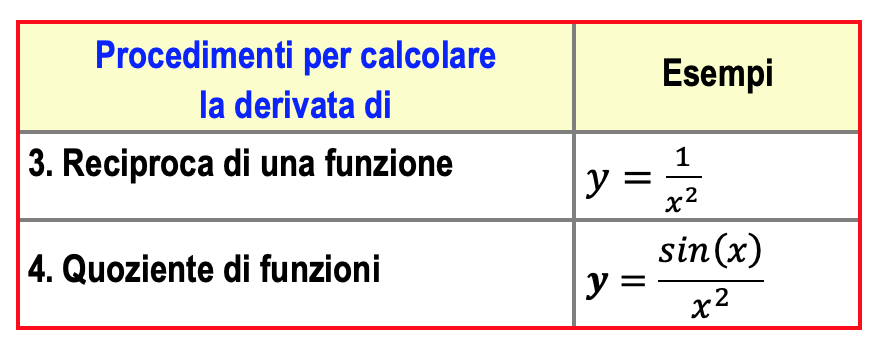 Procedimenti per calcolare
la derivata di
Esempi
3. Reciproca di una funzione
y = 1/x²
4. Quoziente di funzioni
y = sin(x)/x²